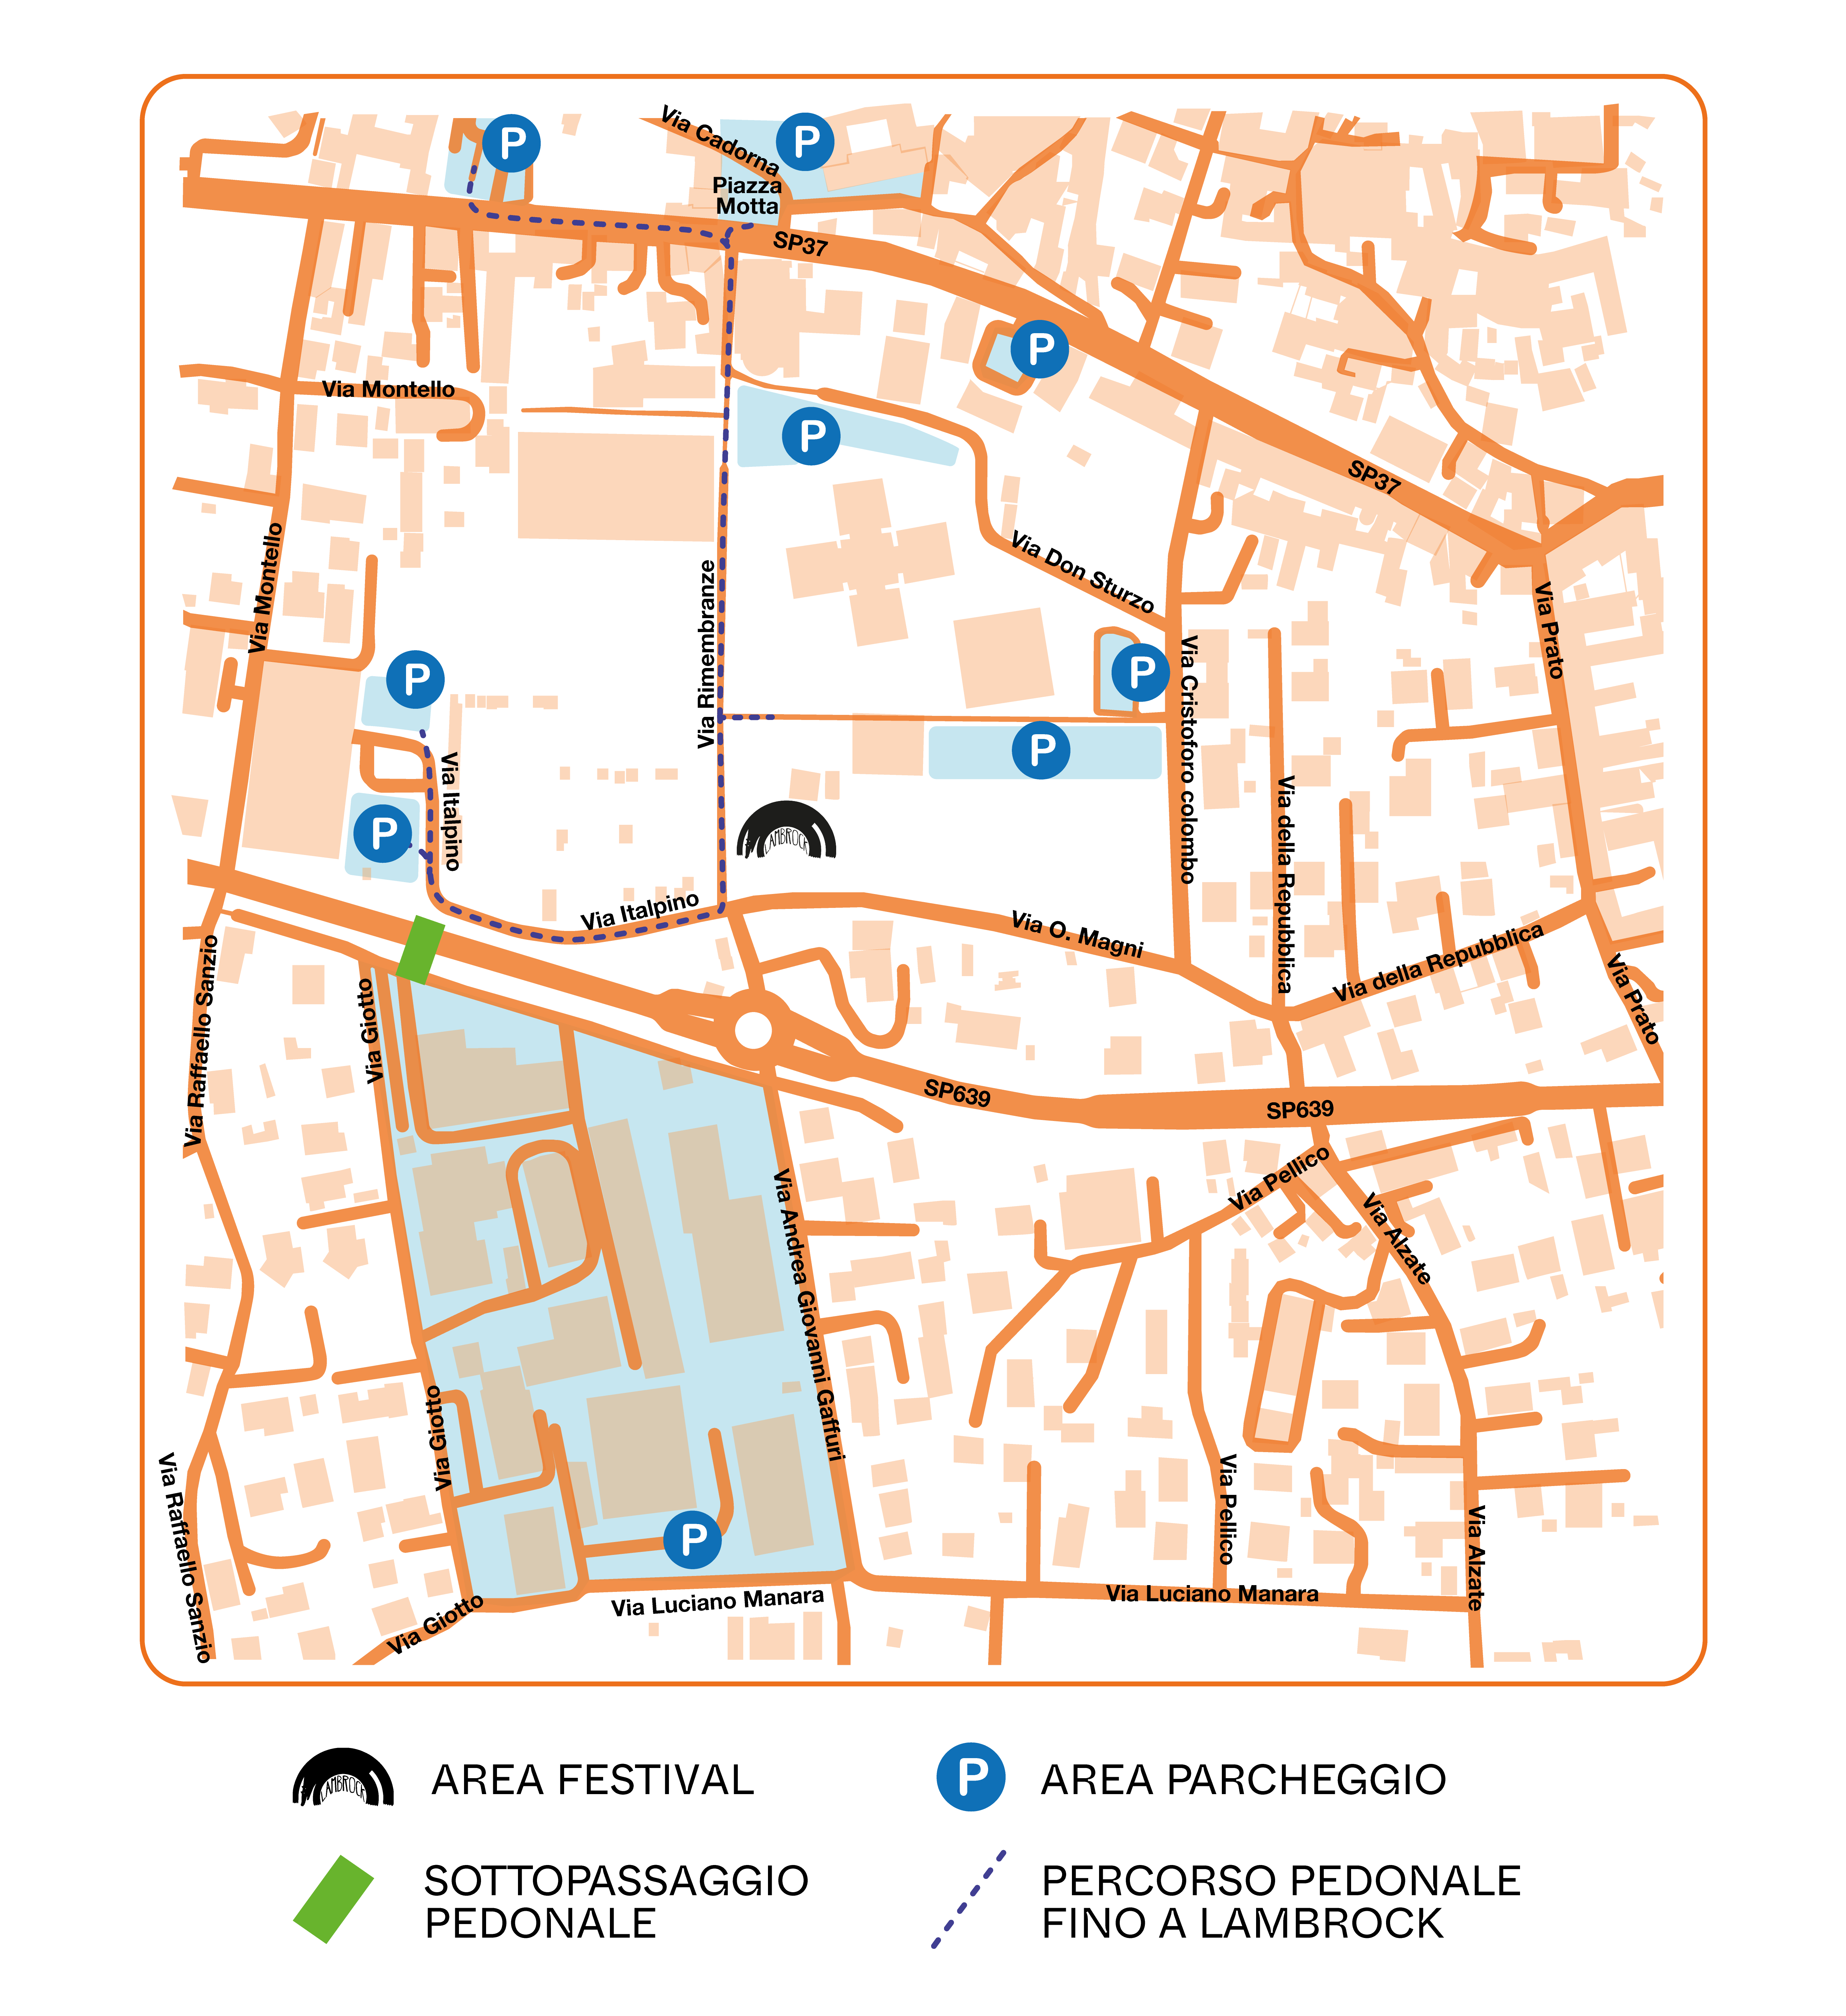 P
P
Via Cadorna
Piazza
Motta
SP37
P
Via Montello
P
SP37
Via Montello
Via Don Sturzo
Via Rimembranze
Via Prato
P
P
Via Cristoforo colombo
P
Via Italpino
Via della Repubblica
P
LAMBROCK
Via Italpino
Via O. Magni
Via della Repubblica
Via Prato
Via Raffaello Sanzio
Via Giotto
SP639
SP639
Via Pellico
Via Andrea Giovanni Gaffuri
Via Alzate
Via Giotto
Via Raffaello Sanzio
Via Pellico
Via Alzate
P
Via Giotto
Via Luciano Manara
Via Luciano Manara
LAMBROCK
AREA FESTIVAL
P
AREA PARCHEGGIO
SOTTOPASSAGGIO
PEDONALE
PERCORSO PEDONALE
FINO A LAMBROCK